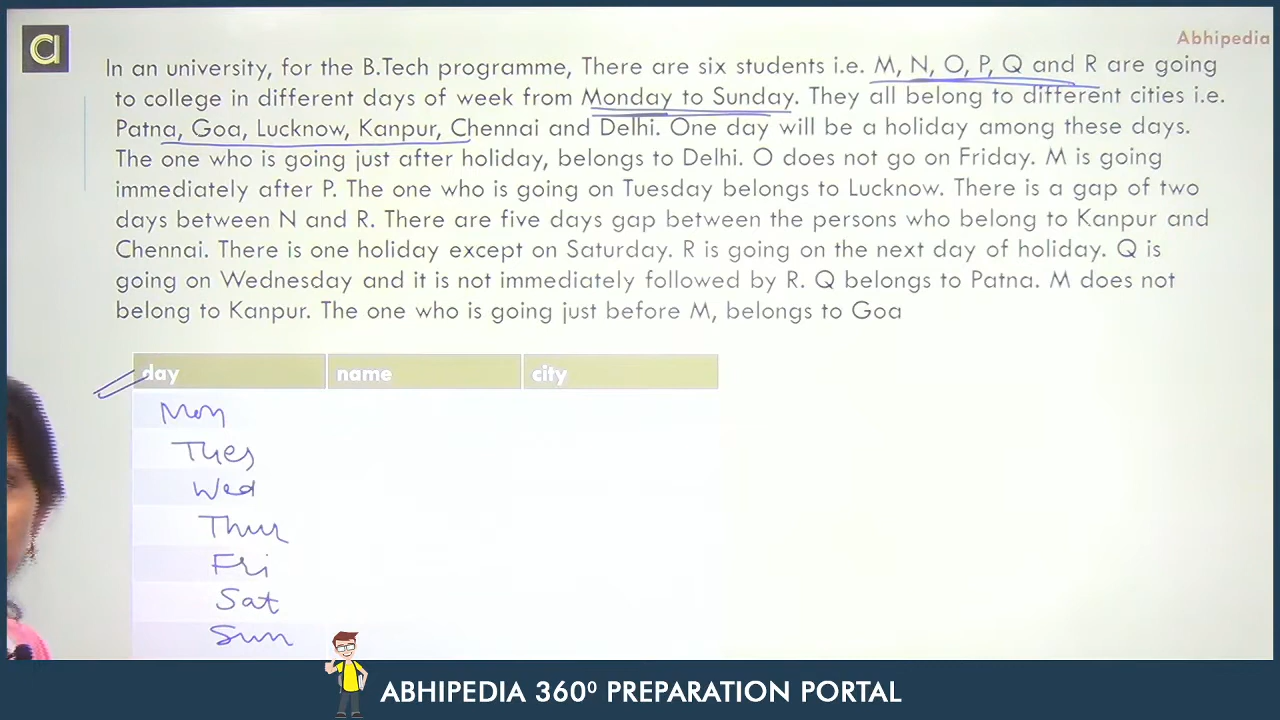 Abhipedia
In an university, for the B.Tech programme, There are six students i.e. M, N, O, P, Q and R are going
to college in different days of week from Monday to Sunday. They all belong to different cities i.e.
Patna, Goa, Lucknow, Kanpur, Chennai and Delhi. One day will be a holiday among these days.
The one who is going just after holiday, belongs to Delhi. O does not go on Friday. M is going
immediately after P. The one who is going on Tuesday belongs to Lucknow. There is a gap of two
days between N and R. There are five days gap between the persons who belong to Kanpur and
Chennai. There is one holiday except on Saturday. R is going on the next day of holiday. Q is
going on Wednesday and it is not immediately followed by R. Q belongs to Patna. M does not
belong to Kanpur. The one who is going just before M, belongs to Goa
day name city
Mon
Tues
Wed
Thur
Fri
Sat
Sun
ABHIPEDIA 360⁰ PREPARATION PORTAL